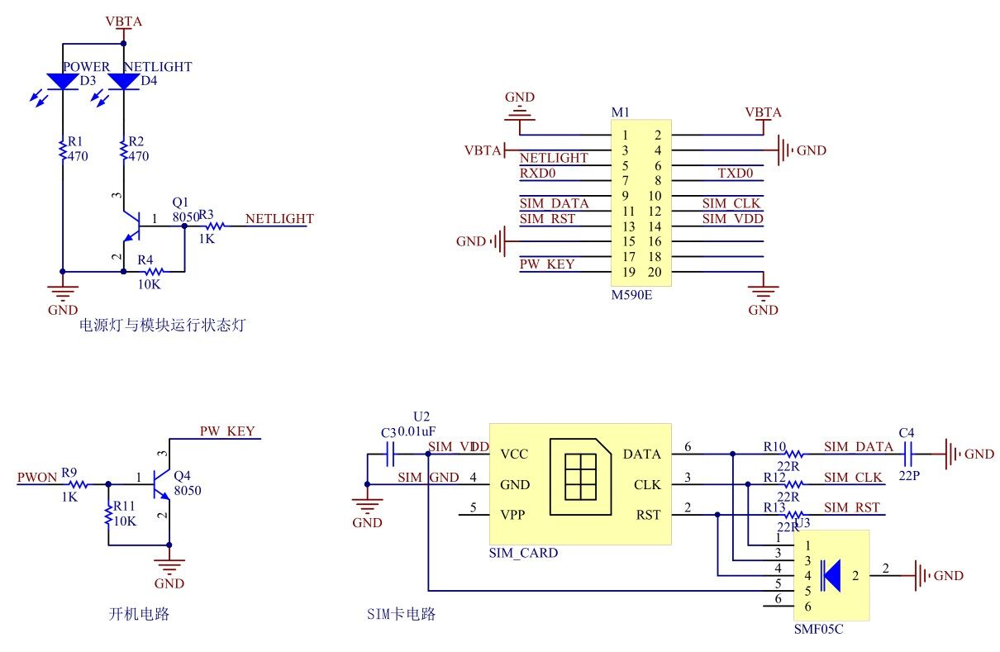 VBTA
POWER
D3
NETLIGHT
D4
R1
470
R2
470
3
Q1
8050
1
R3
1K
NETLIGHT
2
R4
10K
GND
电源灯与模块运行状态灯
GND
M1
VBTA
1 2
VBTA 3 4 GND
NETLIGHT 5 6
RXD0 7 8 TXD0
9 10
SIM_DATA 11 12 SIM_CLK
SIM_RST 13 14 SIM_VDD
GND 15 16
17 18
PW_KEY 19 20
M590E
GND
PW_KEY
3
PWON
R9
1K
1
Q4
8050
R11
10K
2
GND
开机电路
U2
C3
0.01uF
SIM_VDD
1
VCC
SIM_GND
4
GND
5
VPP
GND
DATA
6
CLK
3
RST
2
SIM_CARD
R10
22R
SIM_DATA
C4
22P
GND
R12
22R
SIM_CLK
R13
22R
SIM_RST
U3
1 1
3 3
4 4
5 5
6 6
2 2
GND
SMF05C
SIM卡电路